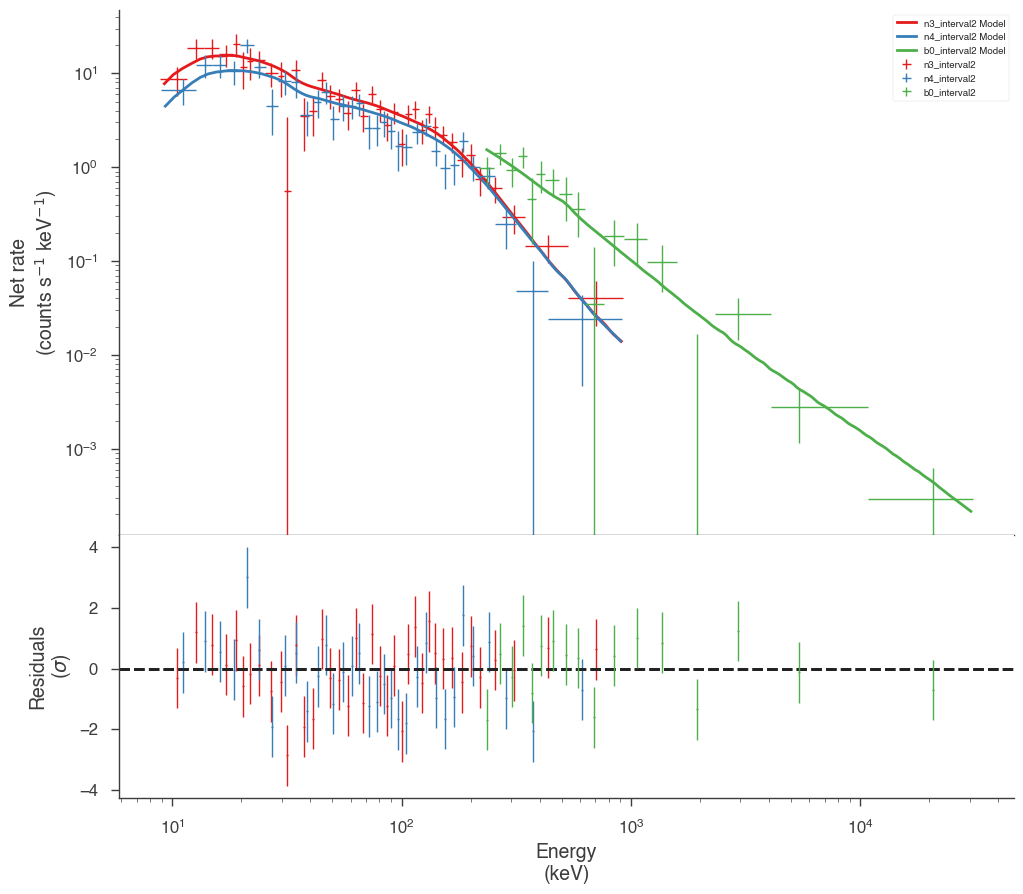 n3_interval2 Model
n4_interval2 Model
b0_interval2 Model
n3_interval2
n4_interval2
b0_interval2
Net rate
(counts s⁻¹ keV⁻¹)
10¹
10⁰
10⁻¹
10⁻²
10⁻³
Residuals
(σ)
4
2
0
−2
−4
10¹ 10² 10³ 10⁴
Energy
(keV)